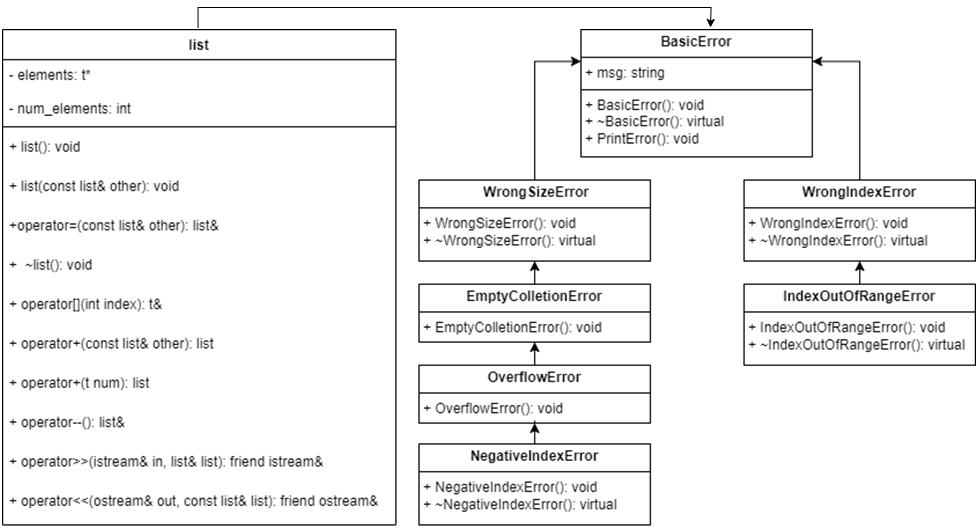 list
- elements: t*
- num_elements: int
+ list(): void
+ list(const list& other): void
+operator=(const list& other): list&
+  ~list(): void
+ operator[](int index): t&
+ operator+(const list& other): list
+ operator+(t num): list
+ operator--(): list&
+ operator>>(istream& in, list& list): friend istream&
+ operator<<(ostream& out, const list& list): friend ostream&
BasicError
+ msg: string
+ BasicError(): void
+ ~BasicError(): virtual
+ PrintError(): void
WrongSizeError
+ WrongSizeError(): void
+ ~WrongSizeError(): virtual
EmptyColletionError
+ EmptyColletionError(): void
OverflowError
+ OverflowError(): void
NegativeIndexError
+ NegativeIndexError(): void
+ ~NegativeIndexError(): virtual
WrongIndexError
+ WrongIndexError(): void
+ ~WrongIndexError(): virtual
IndexOutOfRangeError
+ IndexOutOfRangeError(): void
+ ~IndexOutOfRangeError(): virtual